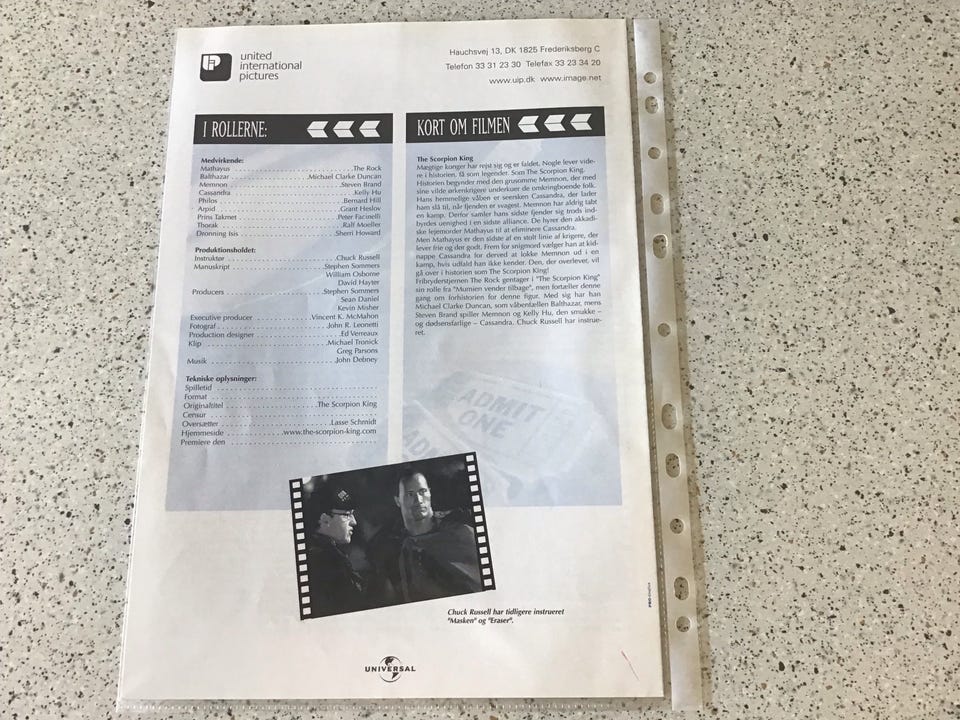 united
international
pictures
Hauchsvej 13, DK 1825 Frederiksberg C
Telefon 33 31 23 30 Telefax 33 23 34 20
www.uip.dk www.image.net
I ROLLERNE:
Medvirkende:
Mathayus ... The Rock
Balthazar ... Michael Clarke Duncan
Memnon ... Steven Brand
Cassandra ... Kelly Hu
Philos ... Bernard Hill
Arpid ... Grant Heslov
Prins Takmet ... Peter Facinelli
Thorak ... Ralf Moeller
Dronning Isis ... Sherri Howard
Produktionsholdet:
Instruktør ... Chuck Russell
Manuskript ... Stephen Sommers
William Osborne
David Hayter
Producers ... Stephen Sommers
Sean Daniel
Kevin Misher
Executive producer ... Vincent K. McMahon
Fotograf ... John R. Leonetti
Production designer ... Ed Verreaux
Klip ... Michael Tronick
Greg Parsons
Musik ... John Debney
Tekniske oplysninger:
Spilletid ...
Format ...
Originaltitel ... The Scorpion King
Censur ...
Oversætter ... Lasse Schmidt
Hjemmeside ... www.the-scorpion-king.com
Premiere den ...
KORT OM FILMEN
The Scorpion King
Mægtige konger har rejst sig og er faldet. Nogle lever vide-
re i historien, få som legender. Som The Scorpion King.
Historien begynder med den grusomme Memnon, der med
sine vilde ørkenkrigere underkuer de omkringboende folk.
Hans hemmelige våben er seersken Cassandra, der lader
ham slå til, når fjenden er svagest. Memnon har aldrig tabt
en kamp. Derfor samler hans sidste fjender sig trods ind-
byrdes uenighed i en sidste alliance. De hyrer den akkadi-
ske lejemorder Mathayus til at eliminere Cassandra.
Men Mathayus er den sidste af en stolt linie af krigere, der
lever frie og dør godt. Frem for snigmord vælger han at kid-
nappe Cassandra for derved at lokke Memnon ud i en
kamp, hvis udfald han ikke kender. Den, der overlever, vil
gå over i historien som The Scorpion King!
Fribryderstjernen The Rock gentager i "The Scorpion King"
sin rolle fra "Mumien vender tilbage", men fortæller denne
gang om forhistorien for denne figur. Med sig har han
Michael Clarke Duncan, som våbenfællen Balthazar, mens
Steven Brand spiller Memnon og Kelly Hu, den smukke –
og dødsensfarlige – Cassandra. Chuck Russell har instrue-
ret.
ADMIT
ONE
Chuck Russell har tidligere instrueret
"Masken" og "Eraser".
UNIVERSAL